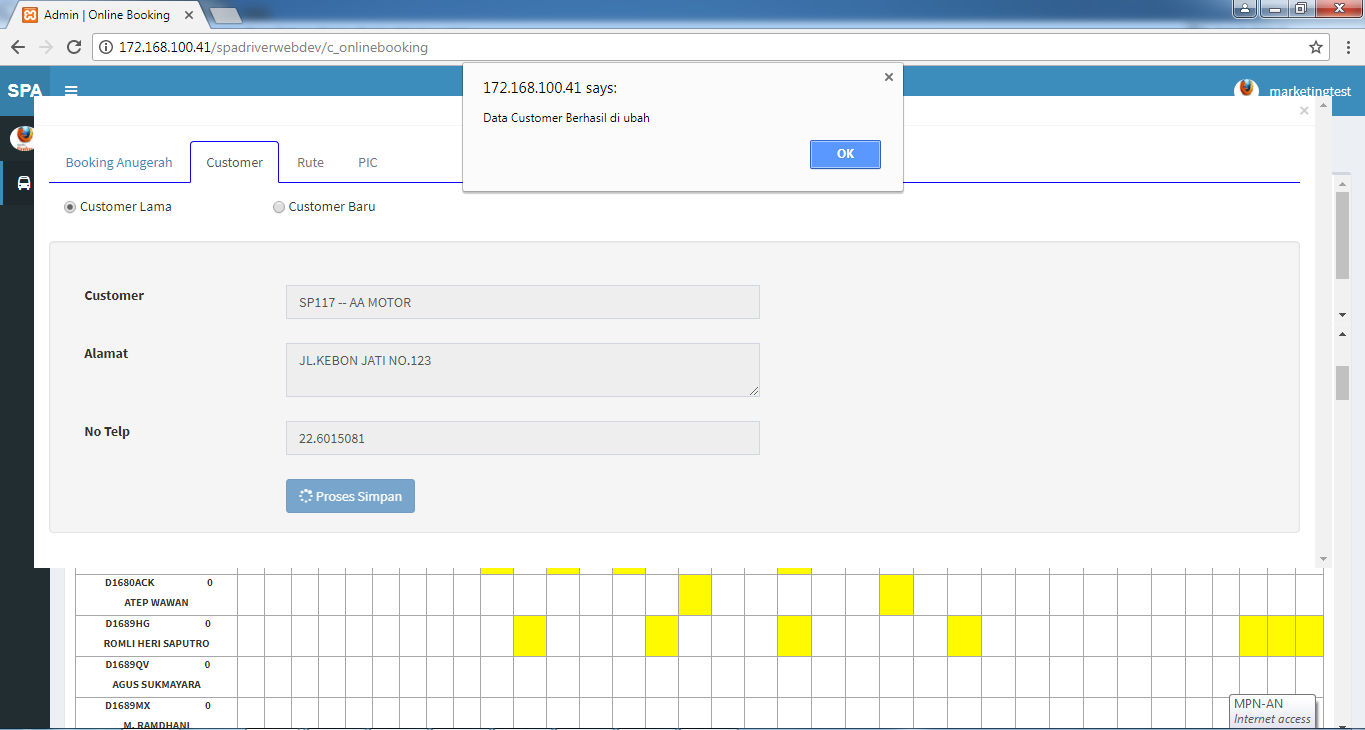 Admin | Online Booking
172.168.100.41/spadriverwebdev/c_onlinebooking
SPA
marketingtest
172.168.100.41 says:
Data Customer Berhasil di ubah
OK
Booking Anugerah
Customer
Rute
PIC
Customer Lama
Customer Baru
Customer
SP117 -- AA MOTOR
Alamat
JL.KEBON JATI NO.123
No Telp
22.6015081
Proses Simpan
D1680ACK 0
ATEP WAWAN
D1689HG 0
ROMLI HERI SAPUTRO
D1689QV 0
AGUS SUKMAYARA
D1689MX 0
M. RAMDHANI
MPN-AN
Internet access